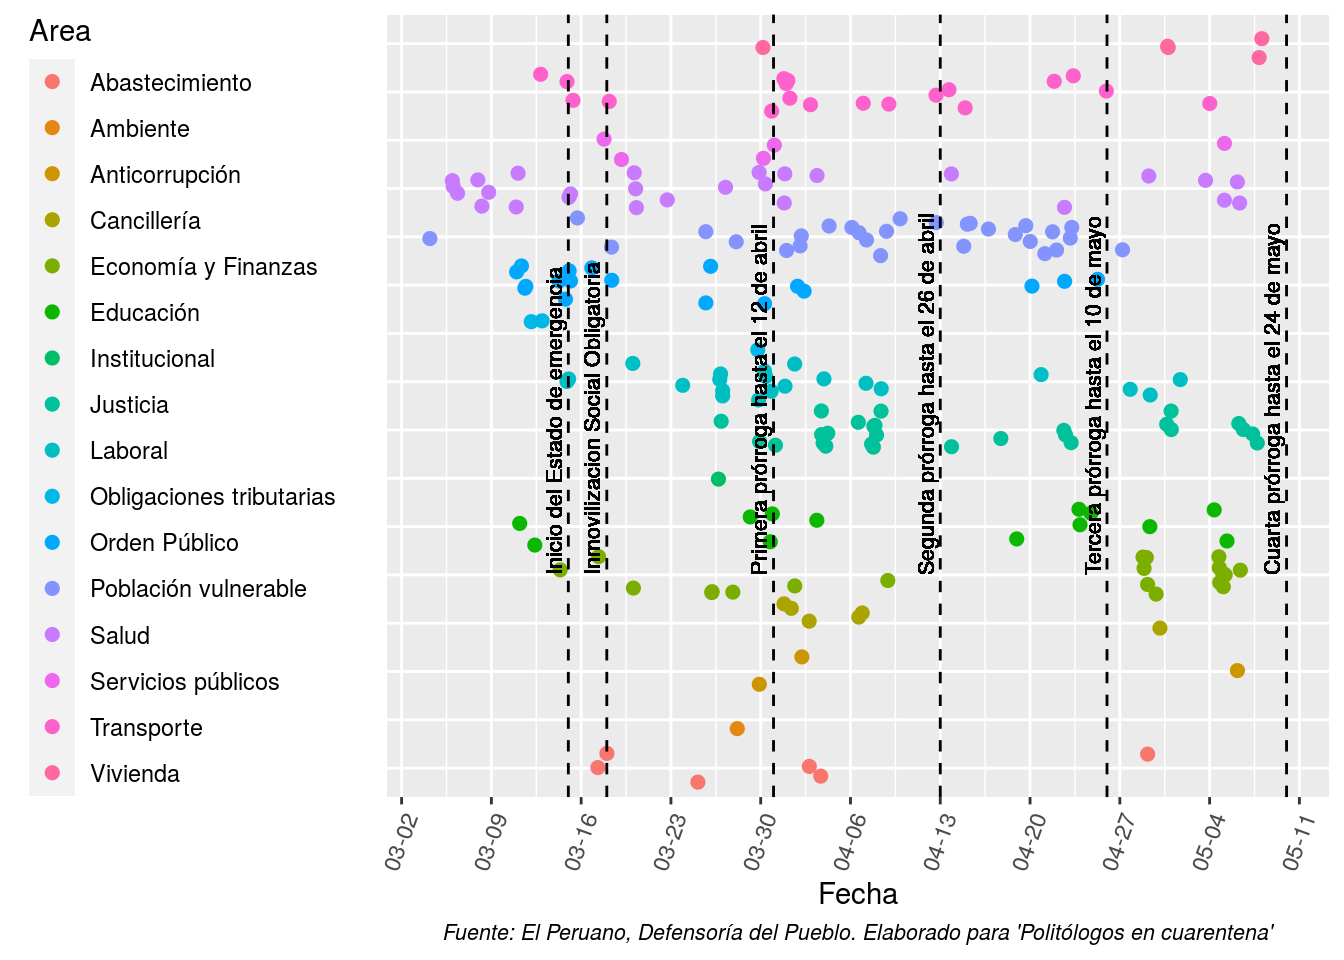 Area
Abastecimiento
Ambiente
Anticorrupción
Cancillería
Economía y Finanzas
Educación
Institucional
Justicia
Laboral
Obligaciones tributarias
Orden Público
Población vulnerable
Salud
Servicios públicos
Transporte
Vivienda
Inicio del Estado de emergencia
Inmovilizacion Social Obligatoria
Primera prórroga hasta el 12 de abril
Segunda prórroga hasta el 26 de abril
Tercera prórroga hasta el 10 de mayo
Cuarta prórroga hasta el 24 de mayo
03-02
03-09
03-16
03-23
03-30
04-06
04-13
04-20
04-27
05-04
05-11
Fecha
Fuente: El Peruano, Defensoría del Pueblo. Elaborado para 'Politólogos en cuarentena'